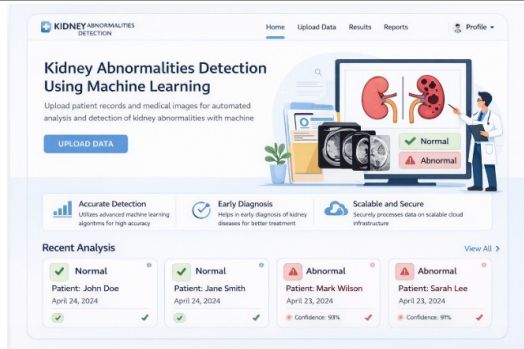 KIDNEY ABNORMALITIES
DETECTION
Home
Upload Data
Results
Reports
Profile
Kidney Abnormalities Detection
Using Machine Learning
Upload patient records and medical images for automated
analysis and detection of kidney abnormalities with machine
UPLOAD DATA
Normal
Abnormal
Accurate Detection
Utilizes advanced machine learning
algorithms for high accuracy
Early Diagnosis
Helps in early diagnosis of kidney
diseases for better treatment
Scalable and Secure
Securely processes data on scalable cloud
infrastructure
Recent Analysis
View All
Normal
Patient: John Doe
April 24, 2024
Normal
Patient: Jane Smith
April 24, 2024
Abnormal
Patient: Mark Wilson
April 23, 2024
Confidence: 93%
Abnormal
Patient: Sarah Lee
April 23, 2024
Confidence: 91%